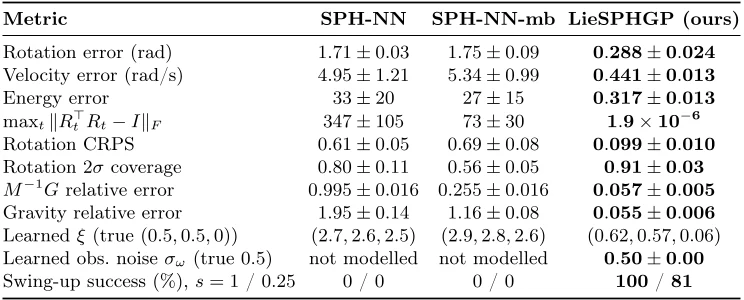 Metric SPH-NN SPH-NN-mb LieSPHGP (ours)
Rotation error (rad) 1.71 ± 0.03 1.75 ± 0.09 0.288 ± 0.024
Velocity error (rad/s) 4.95 ± 1.21 5.34 ± 0.99 0.441 ± 0.013
Energy error 33 ± 20 27 ± 15 0.317 ± 0.013
max_t ‖R_t^⊤ R_t − I‖_F 347 ± 105 73 ± 30 1.9 × 10^−6
Rotation CRPS 0.61 ± 0.05 0.69 ± 0.08 0.099 ± 0.010
Rotation 2σ coverage 0.80 ± 0.11 0.56 ± 0.05 0.91 ± 0.03
M^−1 G relative error 0.995 ± 0.016 0.255 ± 0.016 0.057 ± 0.005
Gravity relative error 1.95 ± 0.14 1.16 ± 0.08 0.055 ± 0.006
Learned ξ (true (0.5, 0.5, 0)) (2.7, 2.6, 2.5) (2.9, 2.8, 2.6) (0.62, 0.57, 0.06)
Learned obs. noise σ_ω (true 0.5) not modelled not modelled 0.50 ± 0.00
Swing-up success (%), s = 1 / 0.25 0 / 0 0 / 0 100 / 81